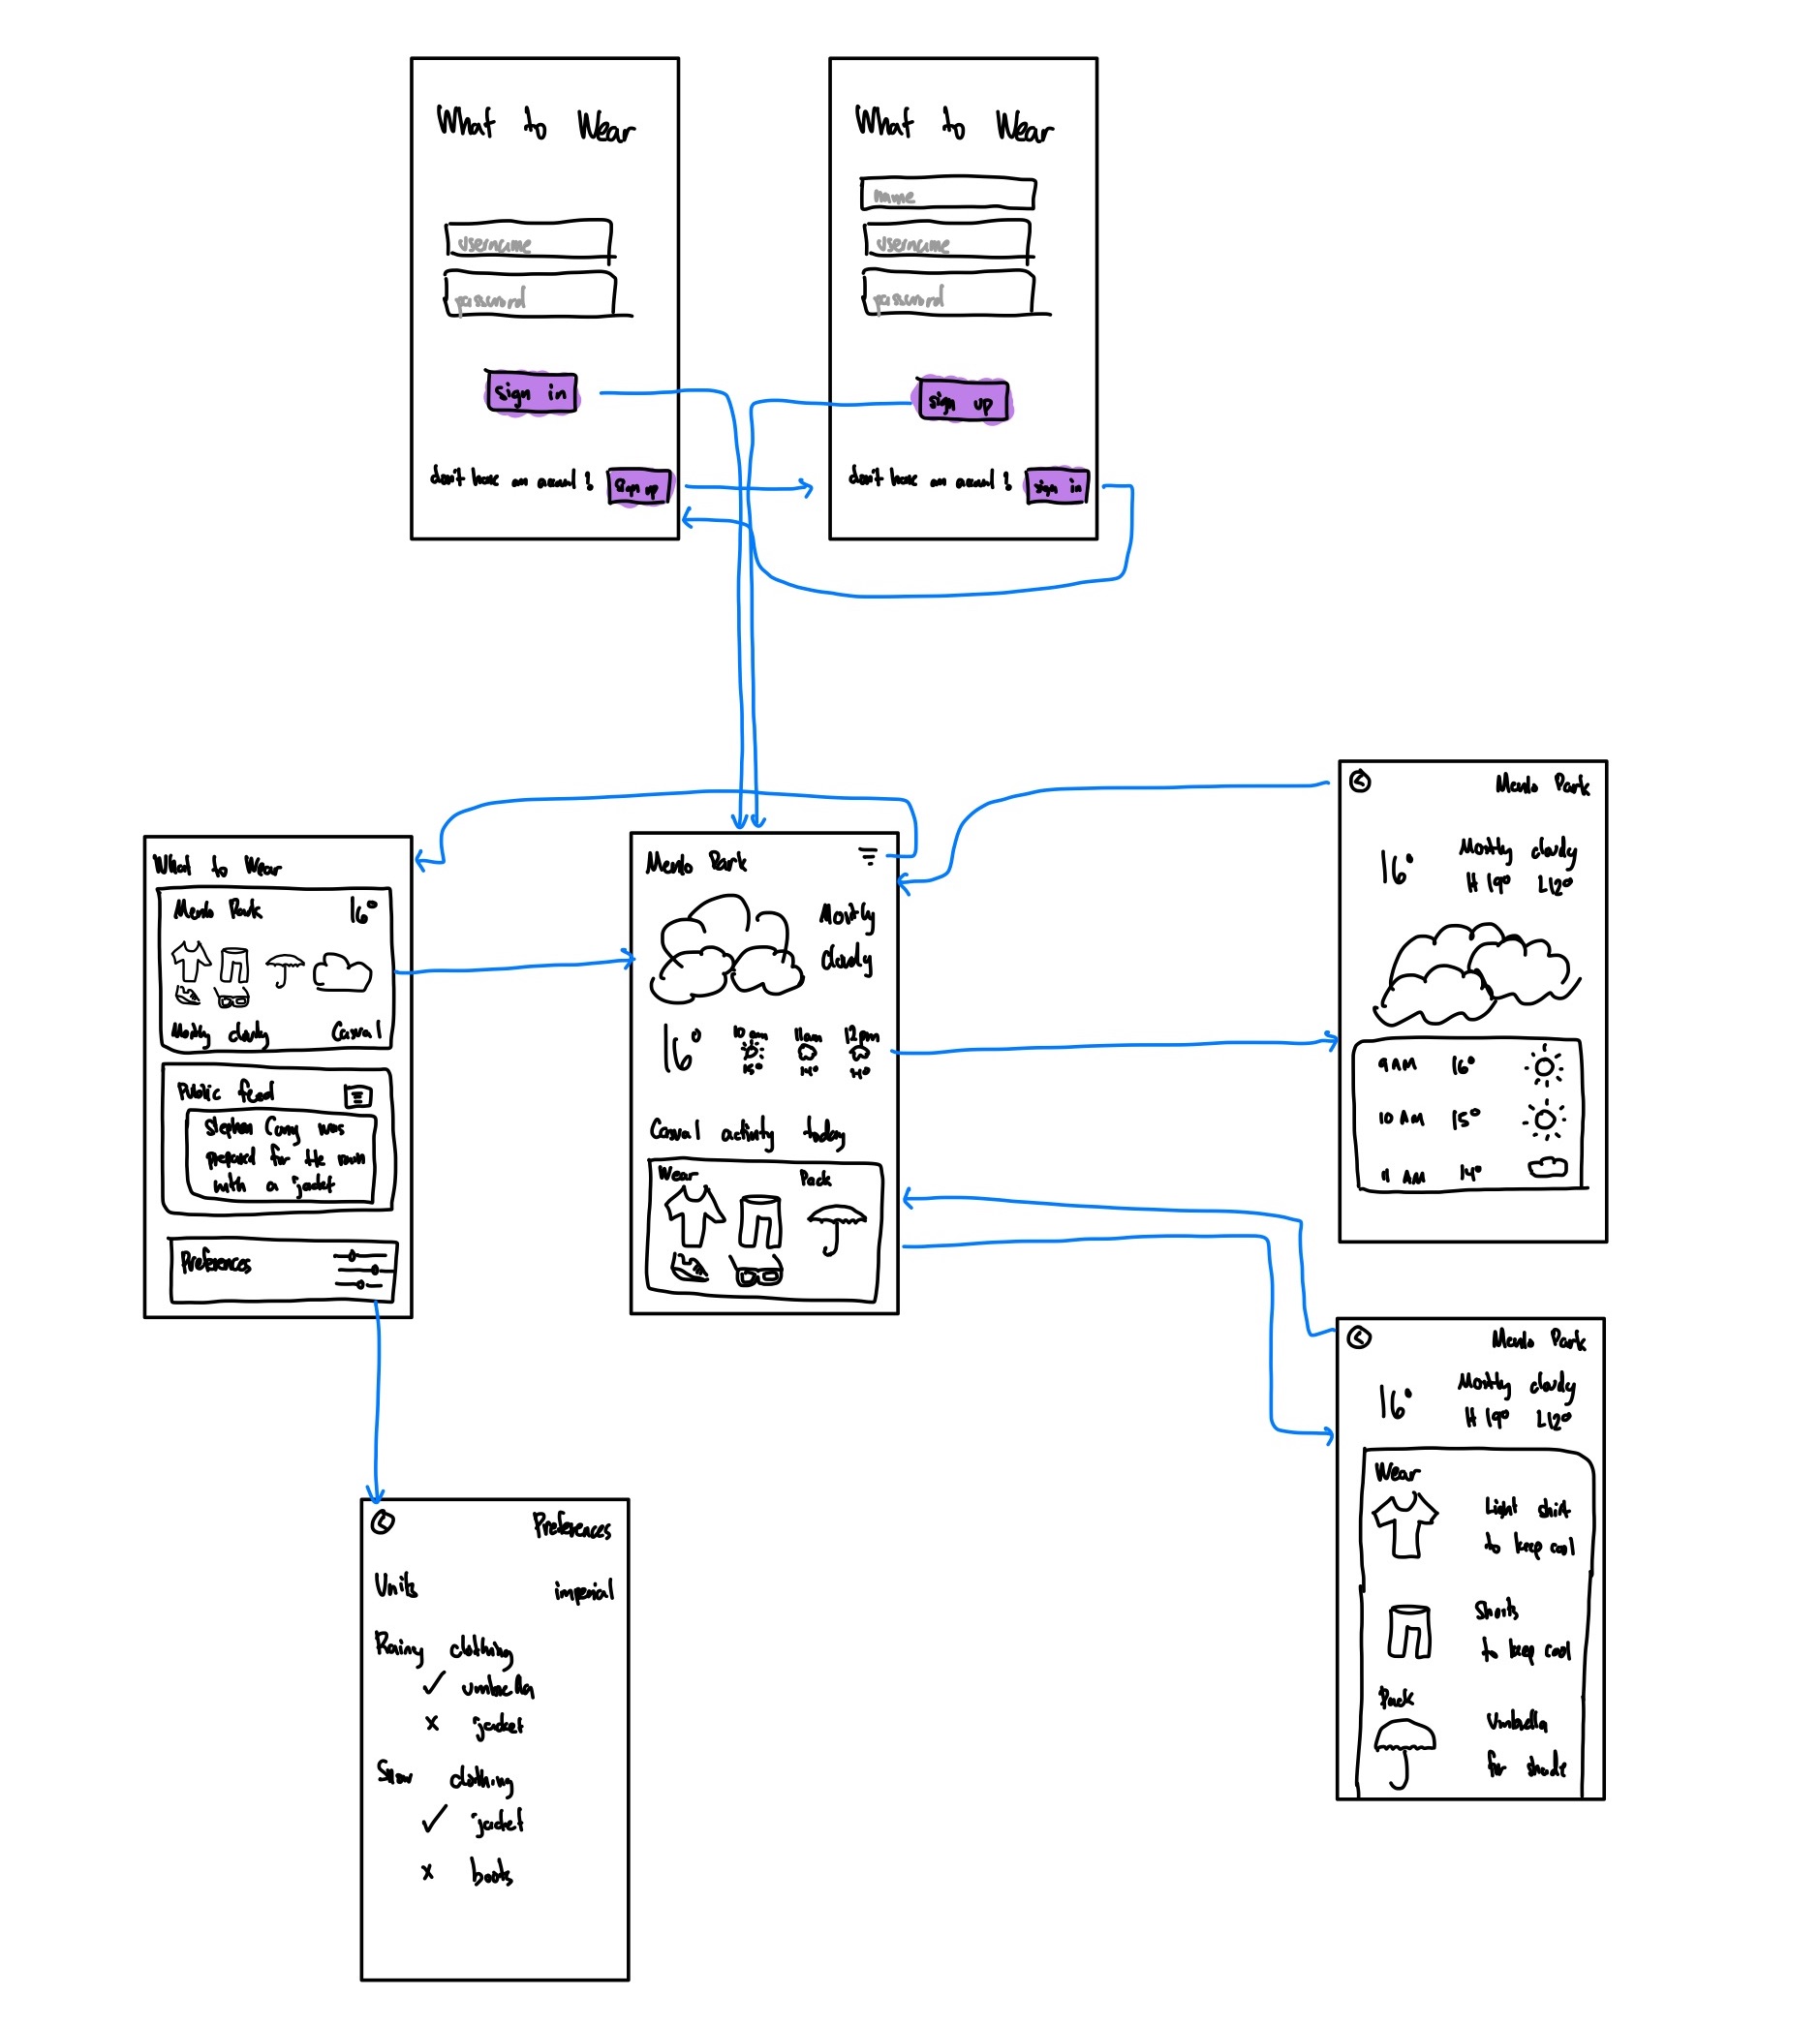 What to Wear
username
password
sign in
don't have an account?
Sign up
What to Wear
name
username
password
sign up
don't have an account?
sign in
What to Wear
Menlo Park 16°
Mostly cloudy Casual
Public feed
Stephen Curry was
prepared for the rain
with a jacket
Preferences
Menlo Park
Mostly
Cloudy
16°
10 am 11am 12pm
15° 14° 14°
Casual activity today
Wear Pack
Menlo Park
16°
Mostly cloudy
H 19° L12°
9 AM 16°
10 AM 15°
11 AM 14°
Menlo Park
16°
Mostly cloudy
H 19° L12°
Wear
Light shirt
to keep cool
Shorts
to keep cool
Pack
Umbrella
for shade
Preferences
Units imperial
Rainy clothing
✓ umbrella
x jacket
Snow clothing
✓ jacket
x boots